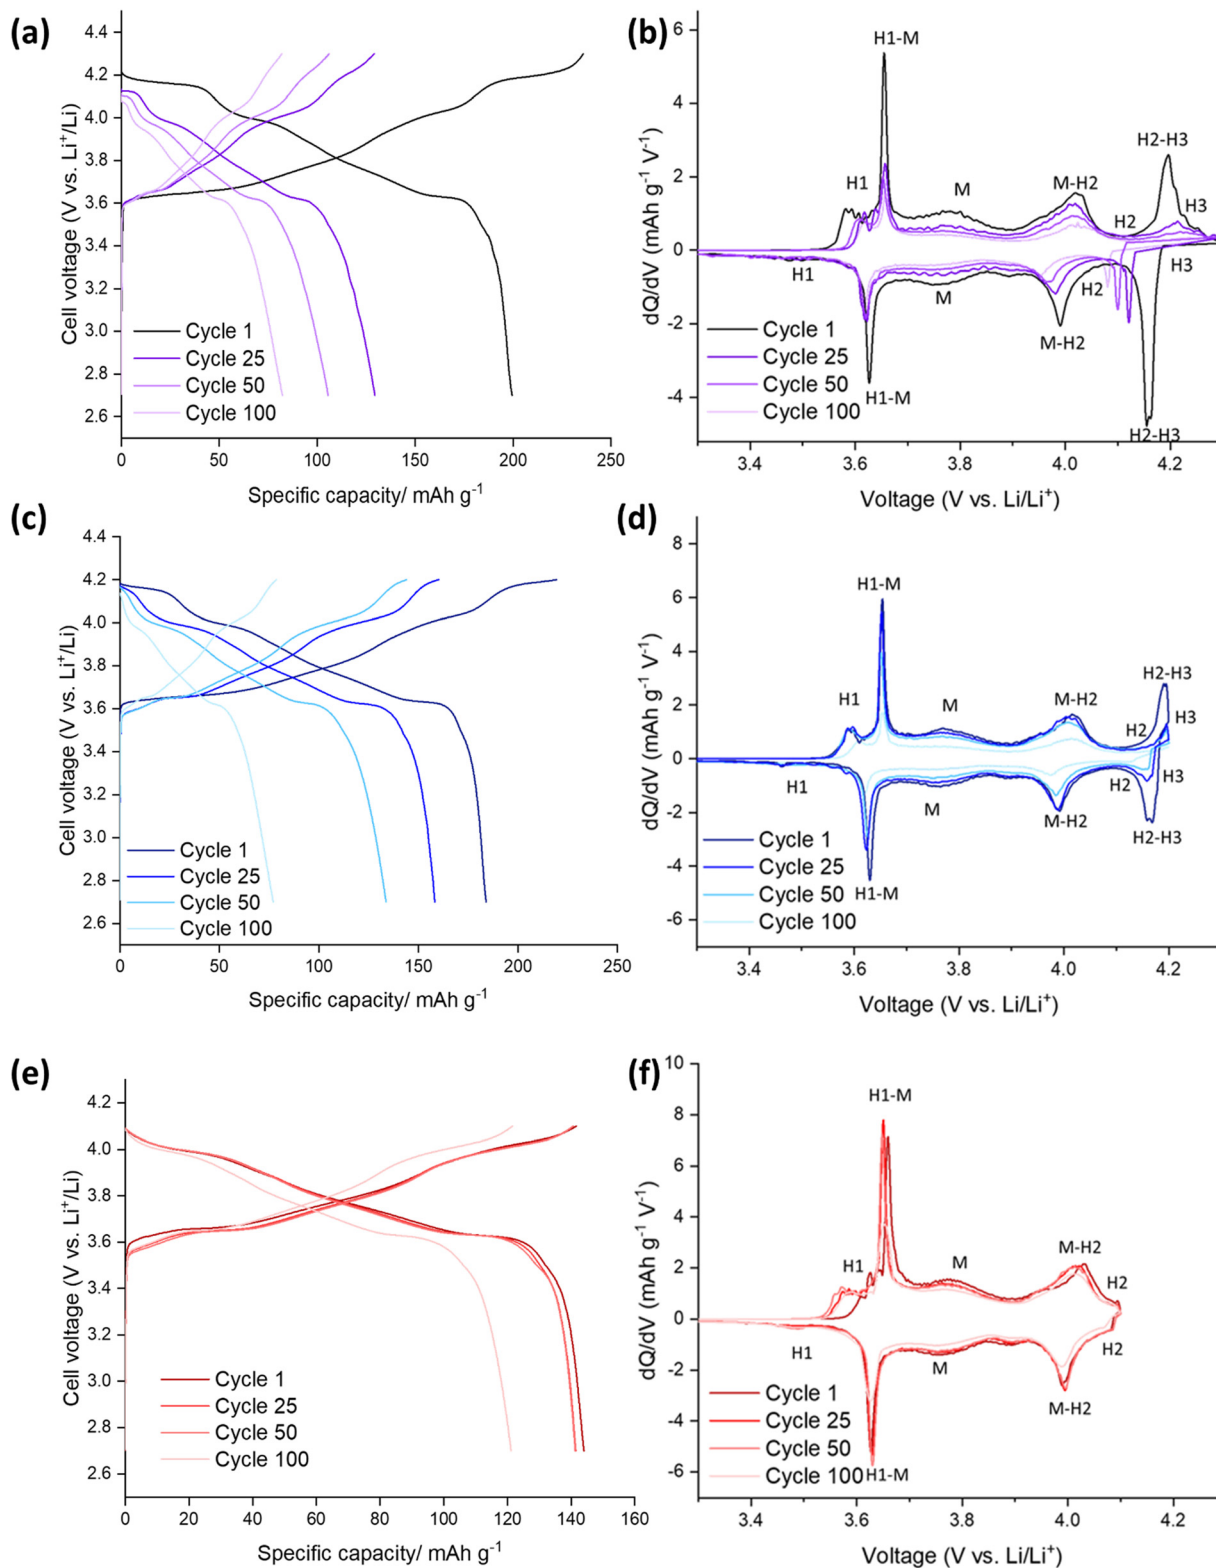 (a)
4.4
4.2
4.0
3.8
3.6
3.4
3.2
3.0
2.8
2.6
Cell voltage (V vs. Li⁺/Li)
Cycle 1
Cycle 25
Cycle 50
Cycle 100
0 50 100 150 200 250
Specific capacity/ mAh g⁻¹
(b)
6
4
2
0
-2
-4
dQ/dV (mAh g⁻¹ V⁻¹)
H1-M
H2-H3
H1
M
M-H2
H2
H3
H1
M
H2
H3
M-H2
H1-M
H2-H3
Cycle 1
Cycle 25
Cycle 50
Cycle 100
3.4 3.6 3.8 4.0 4.2
Voltage (V vs. Li/Li⁺)
(c)
4.4
4.2
4.0
3.8
3.6
3.4
3.2
3.0
2.8
2.6
Cell voltage (V vs. Li⁺/Li)
Cycle 1
Cycle 25
Cycle 50
Cycle 100
0 50 100 150 200 250
Specific capacity/ mAh g⁻¹
(d)
8
6
4
2
0
-2
-4
-6
dQ/dV (mAh g⁻¹ V⁻¹)
H1-M
H2-H3
H1
M
M-H2
H2
H3
H1
M
H2
H3
M-H2
H2-H3
H1-M
Cycle 1
Cycle 25
Cycle 50
Cycle 100
3.4 3.6 3.8 4.0 4.2
Voltage (V vs. Li/Li⁺)
(e)
4.2
4.0
3.8
3.6
3.4
3.2
3.0
2.8
2.6
Cell voltage (V vs. Li⁺/Li)
Cycle 1
Cycle 25
Cycle 50
Cycle 100
0 20 40 60 80 100 120 140 160
Specific capacity/ mAh g⁻¹
(f)
10
8
6
4
2
0
-2
-4
-6
dQ/dV (mAh g⁻¹ V⁻¹)
H1-M
H1
M
M-H2
H2
H1
M
H2
M-H2
H1-M
Cycle 1
Cycle 25
Cycle 50
Cycle 100
3.4 3.6 3.8 4.0 4.2
Voltage (V vs. Li/Li⁺)